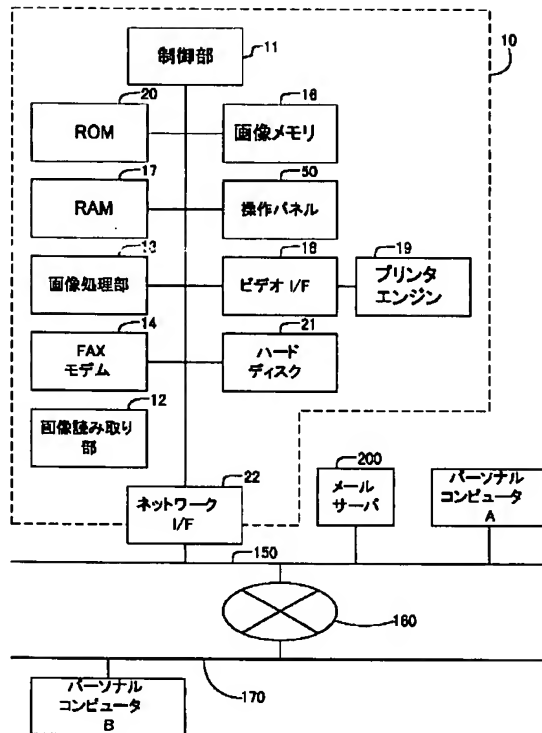 制御部
11
10
20
ROM
16
画像メモリ
17
RAM
50
操作パネル
13
画像処理部
18
ビデオ I/F
19
プリンタ
エンジン
14
FAX
モデム
21
ハード
ディスク
12
画像読み取り
部
22
ネットワーク
I/F
200
メール
サーバ
パーソナル
コンピュータ
A
150
160
170
パーソナル
コンピュータ
B